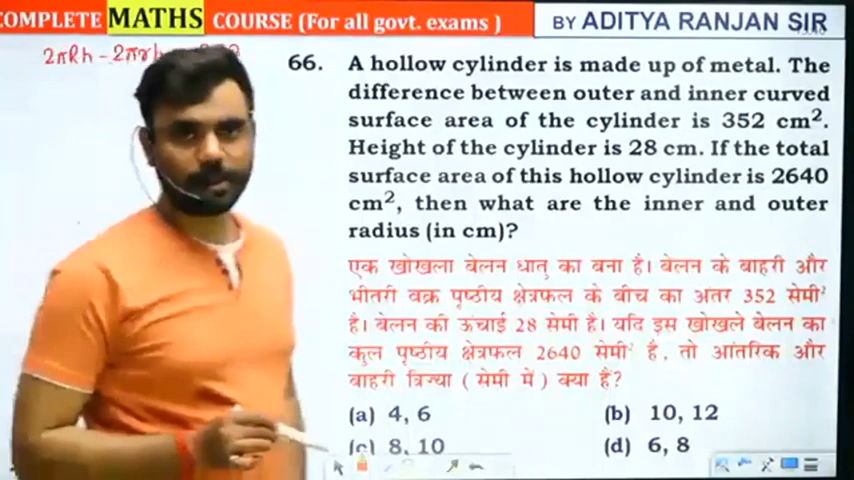 COMPLETE MATHS COURSE (For all govt. exams ) BY ADITYA RANJAN SIR
2πRh - 2πrh
66. A hollow cylinder is made up of metal. The
difference between outer and inner curved
surface area of the cylinder is 352 cm².
Height of the cylinder is 28 cm. If the total
surface area of this hollow cylinder is 2640
cm², then what are the inner and outer
radius (in cm)?
एक खोखला बेलन धातु का बना है। बेलन के बाहरी और
भीतरी वक्र पृष्ठीय क्षेत्रफल के बीच का अंतर 352 सेमी²
है। बेलन की ऊंचाई 28 सेमी है। यदि इस खोखले बेलन का
कुल पृष्ठीय क्षेत्रफल 2640 सेमी² है, तो आंतरिक और
बाहरी त्रिज्या ( सेमी में ) क्या है?
(a) 4, 6 (b) 10, 12
(c) 8, 10 (d) 6, 8